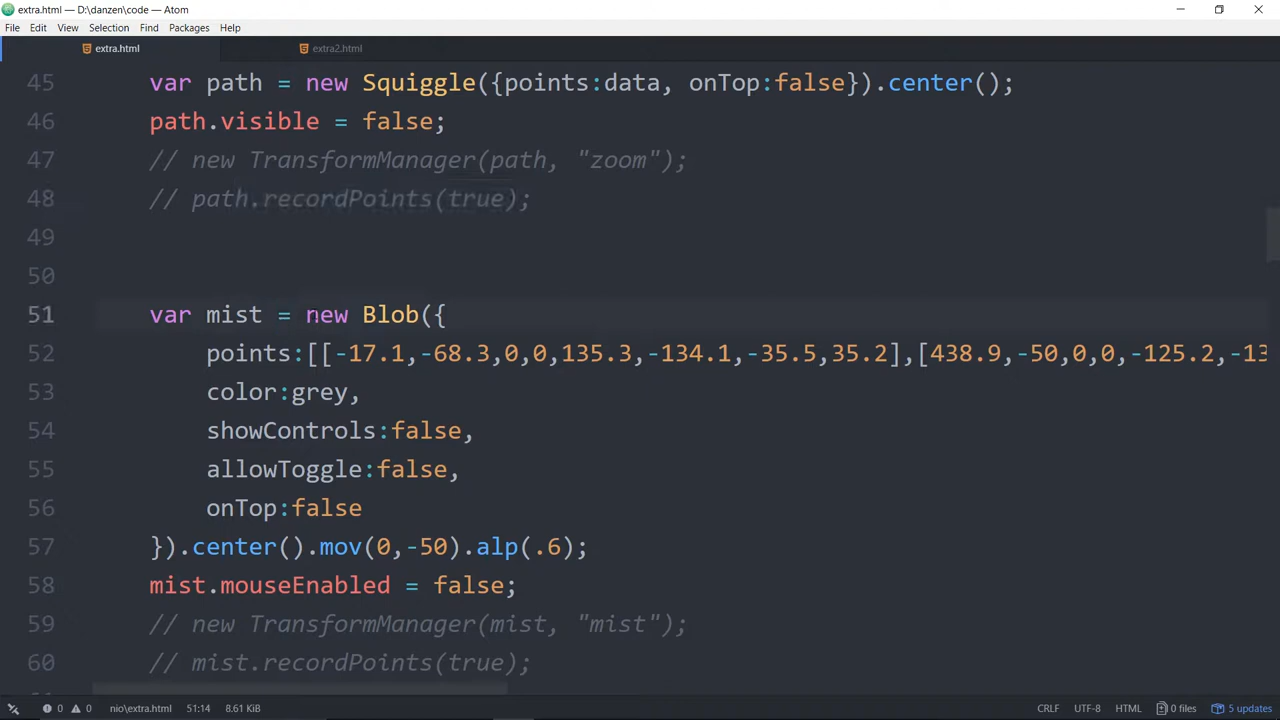 extra.html — D:\danzen\code — Atom
File Edit View Selection Find Packages Help
extra.html extra2.html
45 var path = new Squiggle({points:data, onTop:false}).center();
46 path.visible = false;
47 // new TransformManager(path, "zoom");
48 // path.recordPoints(true);
49
50
51 var mist = new Blob({
52 points:[[-17.1,-68.3,0,0,135.3,-134.1,-35.5,35.2],[438.9,-50,0,0,-125.2,-13
53 color:grey,
54 showControls:false,
55 allowToggle:false,
56 onTop:false
57 }).center().mov(0,-50).alp(.6);
58 mist.mouseEnabled = false;
59 // new TransformManager(mist, "mist");
60 // mist.recordPoints(true);
0 0 nio\extra.html 51:14 8.61 KiB CRLF UTF-8 HTML 0 files 5 updates